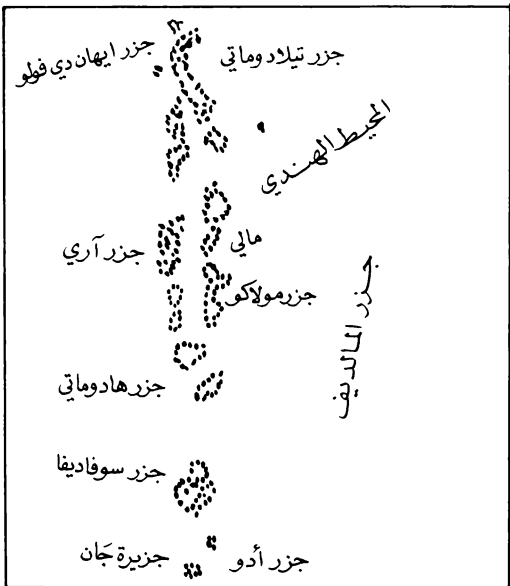 جزر تيلادوماتي
جزر ايهان دي فولو
المحيط الهندي
مالي
جزر آري
جزر مولاكو
جزر المالديف
جزر هادوماتي
جزر سوفاديفا
جزر أدو
جزيرة جَان